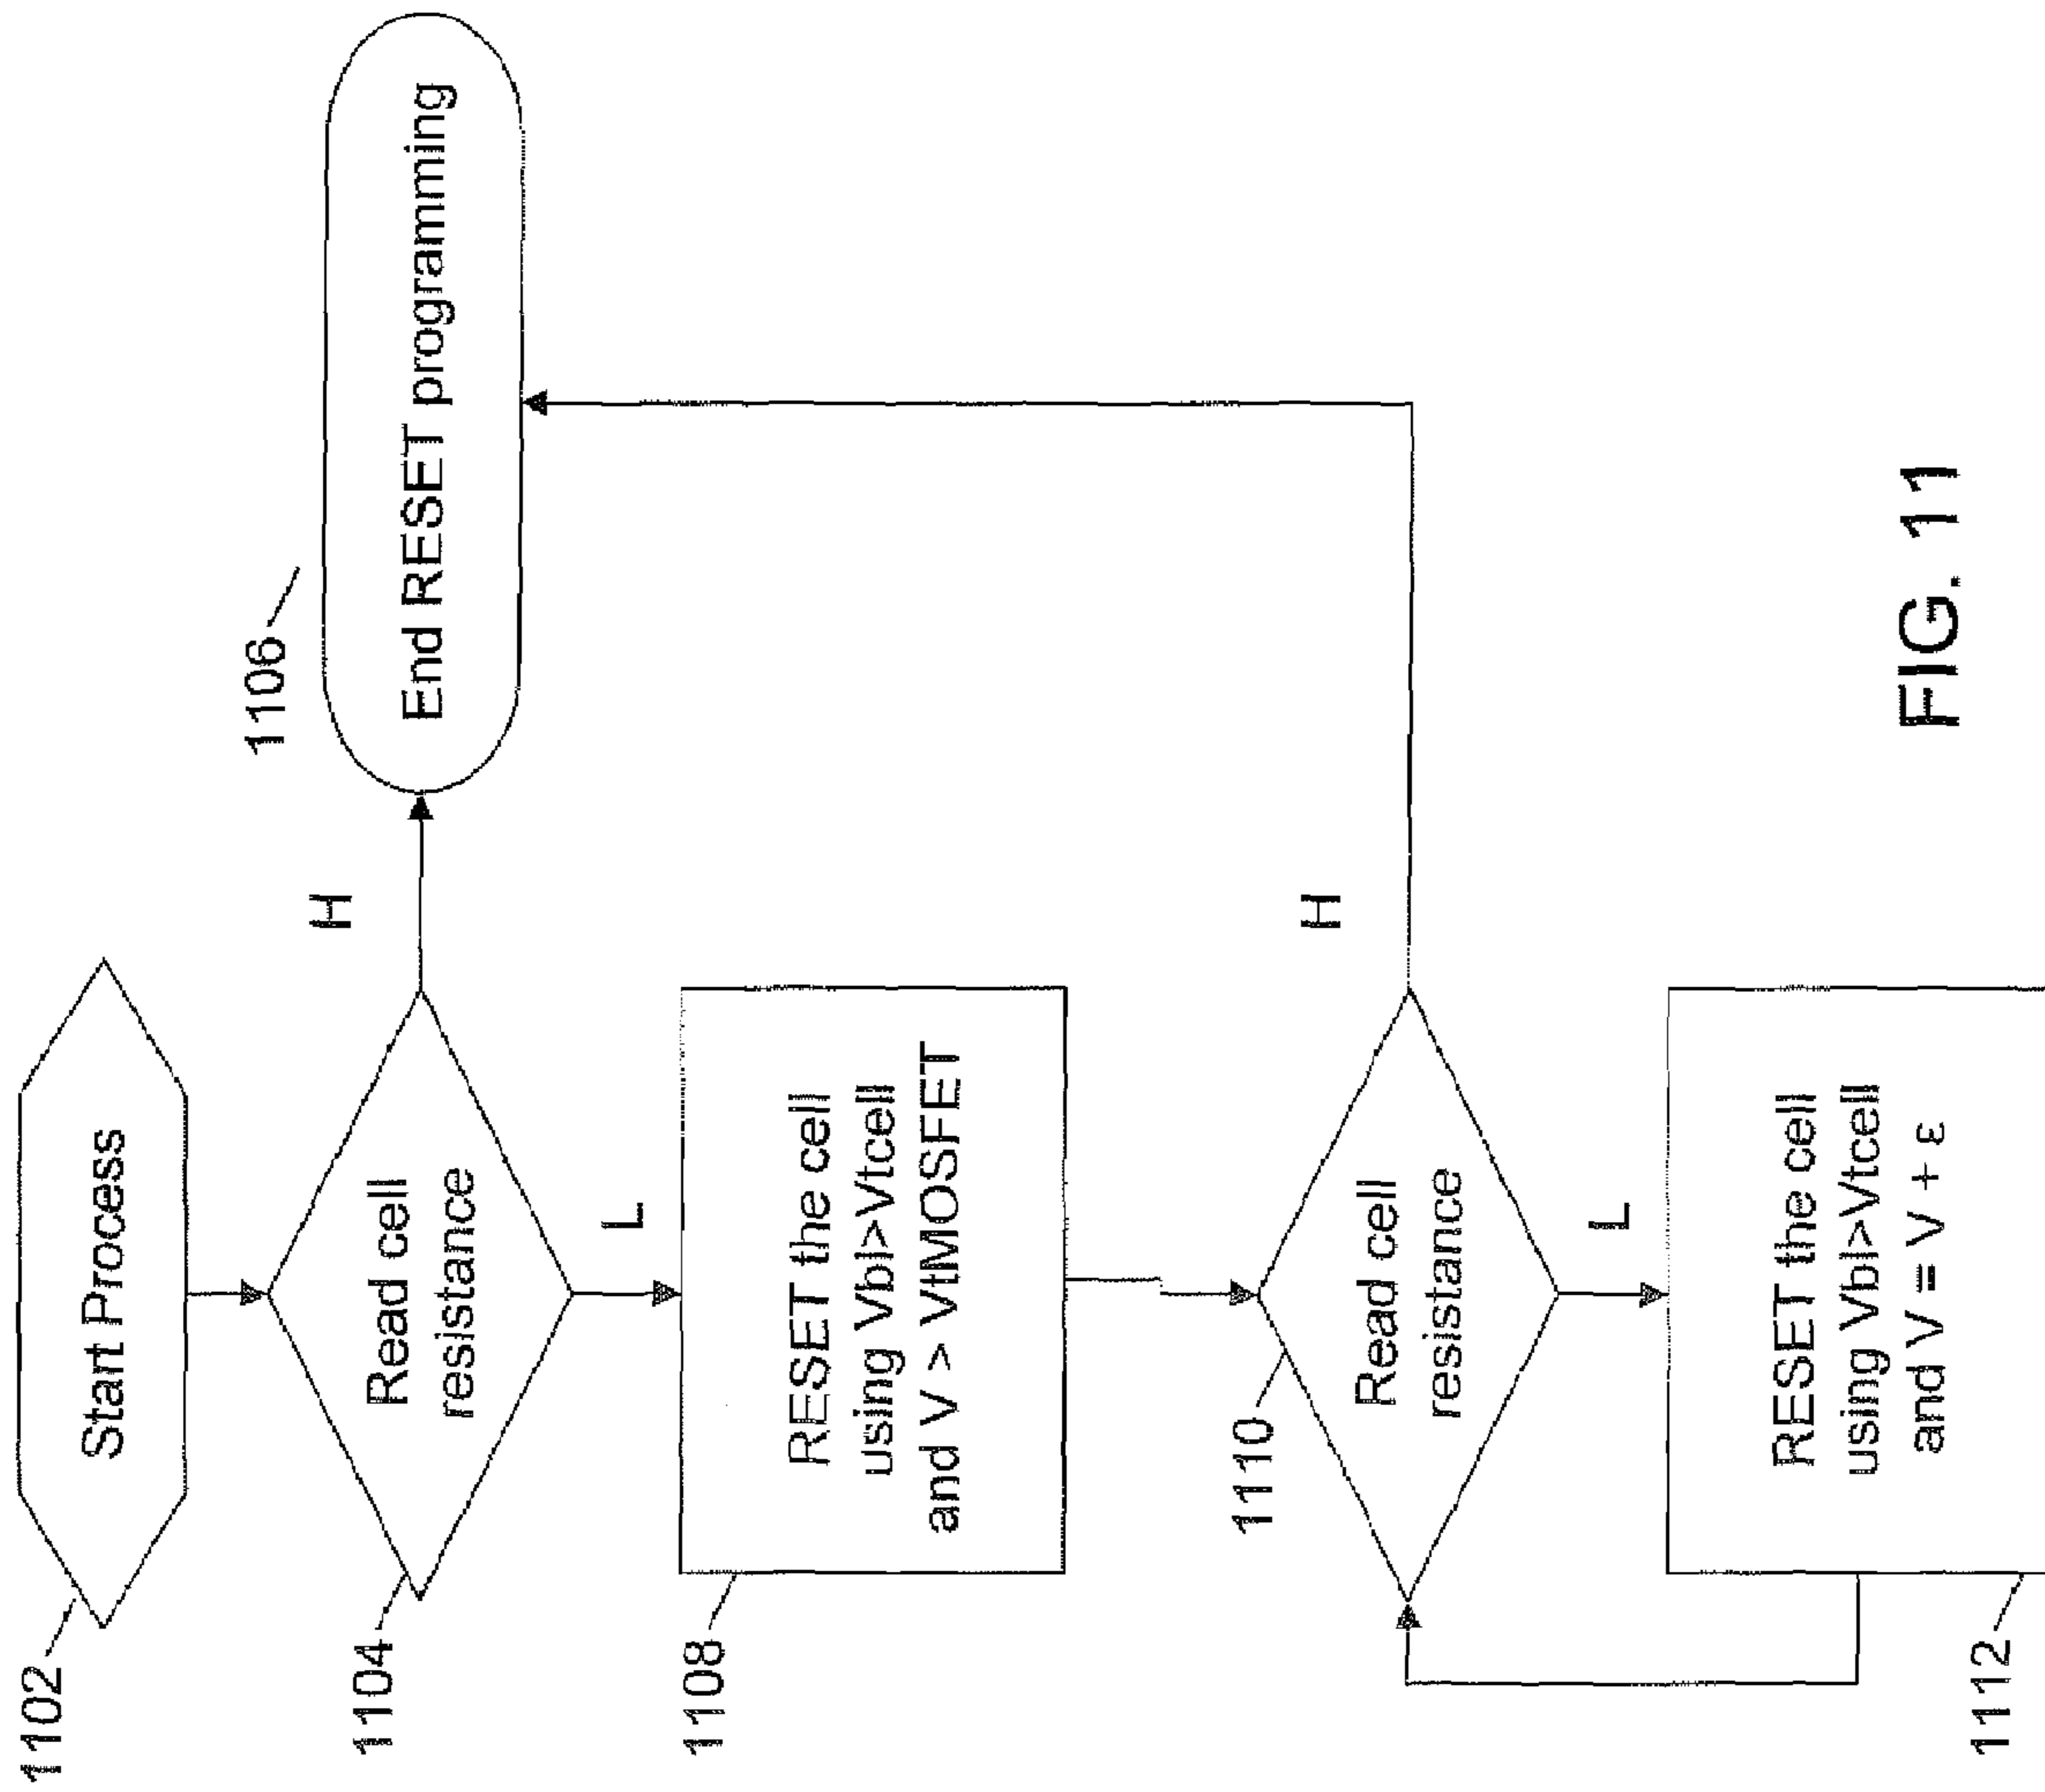 1102
Start Process
1104
Read cell
resistance
H
1106
End RESET programming
L
1108
RESET the cell
using Vbl>Vtcell
and V > VtMOSFET
1110
Read cell
resistance
H
L
1112
RESET the cell
using Vbl>Vtcell
and V = V + ε
FIG. 11